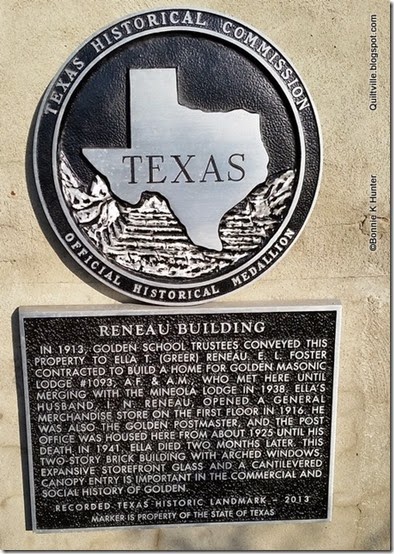 TEXAS HISTORICAL COMMISSION
TEXAS
OFFICIAL HISTORICAL MEDALLION
RENEAU BUILDING
IN 1913, GOLDEN SCHOOL TRUSTEES CONVEYED THIS
PROPERTY TO ELLA T. (GREER) RENEAU. E. L. FOSTER
CONTRACTED TO BUILD A HOME FOR GOLDEN MASONIC
LODGE #1093, A.F. & A.M., WHO MET HERE UNTIL
MERGING WITH THE MINEOLA LODGE IN 1938. ELLA'S
HUSBAND, J. N. RENEAU, OPENED A GENERAL
MERCHANDISE STORE ON THE FIRST FLOOR IN 1916. HE
WAS ALSO THE GOLDEN POSTMASTER, AND THE POST
OFFICE WAS HOUSED HERE FROM ABOUT 1925 UNTIL HIS
DEATH IN 1941. ELLA DIED TWO MONTHS LATER. THIS
TWO-STORY BRICK BUILDING WITH ARCHED WINDOWS,
EXPANSIVE STOREFRONT GLASS AND A CANTILEVERED
CANOPY ENTRY IS IMPORTANT IN THE COMMERCIAL AND
SOCIAL HISTORY OF GOLDEN.
RECORDED TEXAS HISTORIC LANDMARK – 2013
MARKER IS PROPERTY OF THE STATE OF TEXAS
©Bonnie K Hunter Quiltville.blogspot.com